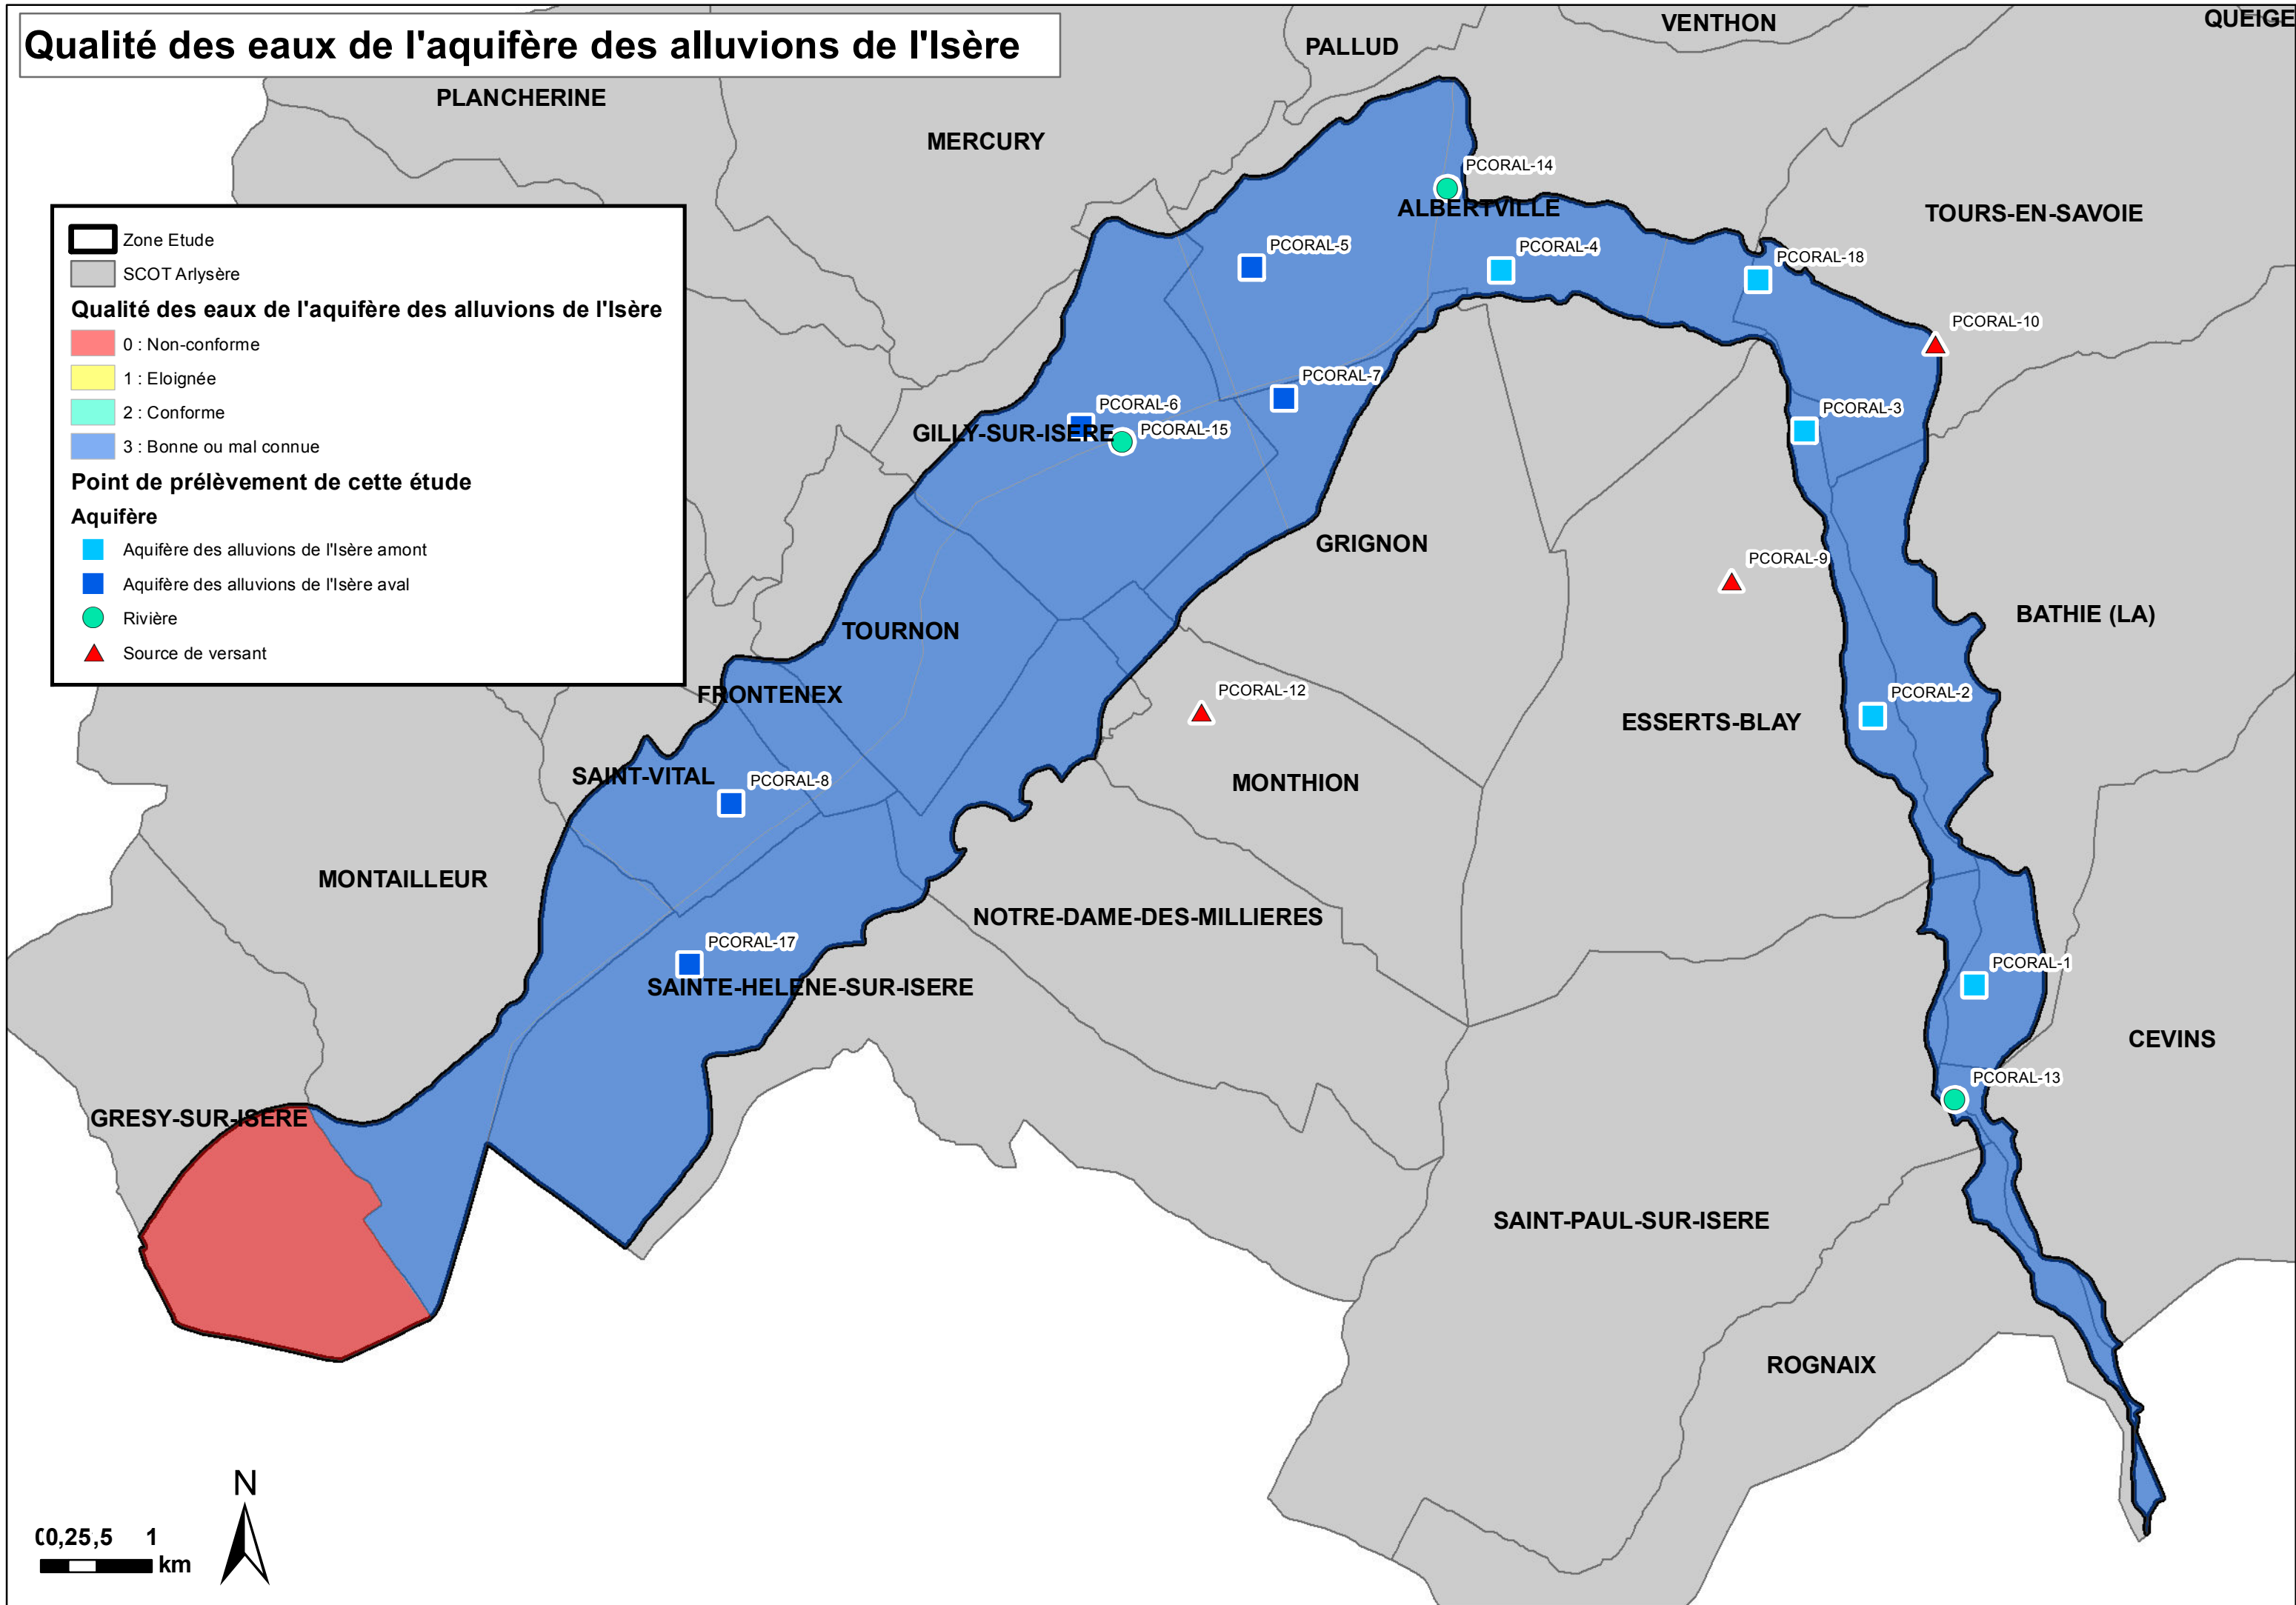 Qualité des eaux de l'aquifère des alluvions de l'Isère
VENTHON
QUEIGE
PALLUD
PLANCHERINE
MERCURY
PCORAL-14
ALBERTVILLE
TOURS-EN-SAVOIE
PCORAL-5
PCORAL-4
PCORAL-18
PCORAL-10
PCORAL-7
PCORAL-6
PCORAL-3
GILLY-SUR-ISERE
PCORAL-15
Zone Etude
SCOT Arlysère
Qualité des eaux de l'aquifère des alluvions de l'Isère
0 : Non-conforme
1 : Eloignée
2 : Conforme
3 : Bonne ou mal connue
Point de prélèvement de cette étude
Aquifère
Aquifère des alluvions de l'Isère amont
Aquifère des alluvions de l'Isère aval
Rivière
Source de versant
GRIGNON
PCORAL-9
BATHIE (LA)
TOURNON
FRONTENEX
PCORAL-12
PCORAL-2
ESSERTS-BLAY
SAINT-VITAL
PCORAL-8
MONTHION
MONTAILLEUR
NOTRE-DAME-DES-MILLIERES
PCORAL-17
PCORAL-1
SAINTE-HELENE-SUR-ISERE
CEVINS
PCORAL-13
GRESY-SUR-ISERE
SAINT-PAUL-SUR-ISERE
ROGNAIX
N
00,25,5 1
km